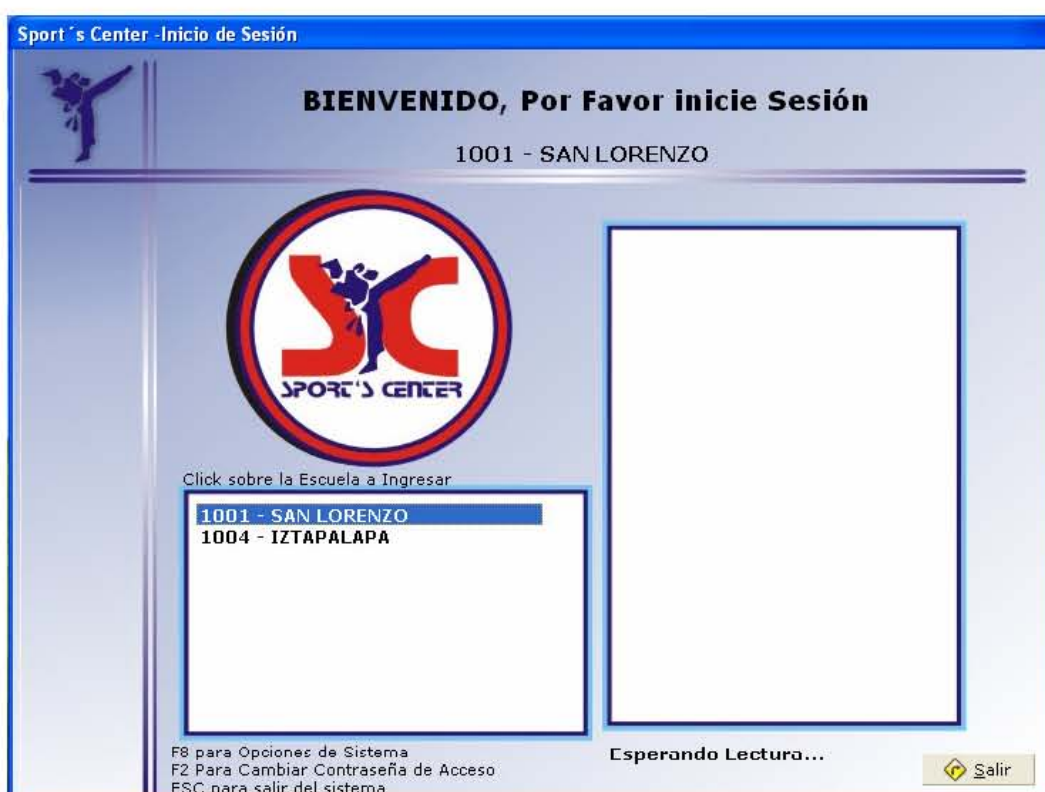 Sport´s Center -Inicio de Sesión
BIENVENIDO, Por Favor inicie Sesión
1001 - SAN LORENZO
SC
SPORT'S CENTER
Click sobre la Escuela a Ingresar
1001 - SAN LORENZO
1004 - IZTAPALAPA
F8 para Opciones de Sistema
F2 Para Cambiar Contraseña de Acceso
ESC para salir del sistema
Esperando Lectura...
Salir